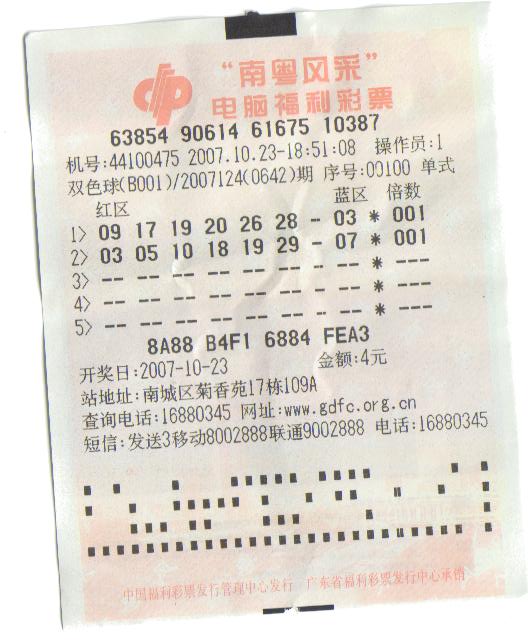 “南粤风采”
电脑福利彩票
63854 90614 61675 10387
机号:44100475 2007.10.23-18:51:08 操作员:1
双色球(B001)/2007124(0642)期 序号:00100 单式
红区 蓝区 倍数
1> 09 17 19 20 26 28 - 03 * 001
2> 03 05 10 18 19 29 - 07 * 001
3> -- -- -- -- -- -- - -- * ---
4> -- -- -- -- -- -- - -- * ---
5> -- -- -- -- -- -- - -- * ---
8A88 B4F1 6884 FEA3
开奖日:2007-10-23 金额:4元
站地址:南城区菊香苑17栋109A
查询电话:16880345 网址:www.gdfc.org.cn
短信:发送3移动8002888联通9002888 电话:16880345
中国福利彩票发行管理中心发行 广东省福利彩票发行中心承销